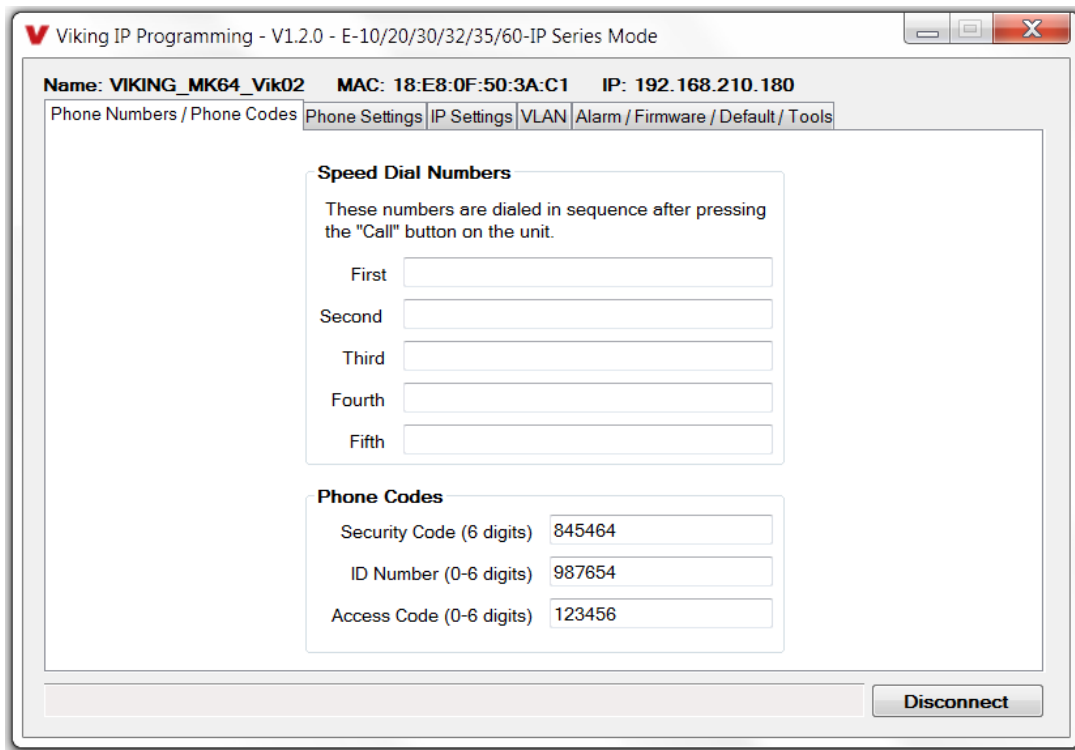 Viking IP Programming - V1.2.0 - E-10/20/30/32/35/60-IP Series Mode
Name: VIKING_MK64_Vik02 MAC: 18:E8:0F:50:3A:C1 IP: 192.168.210.180
Phone Numbers / Phone Codes Phone Settings IP Settings VLAN Alarm / Firmware / Default / Tools
Speed Dial Numbers
These numbers are dialed in sequence after pressing
the "Call" button on the unit.
First
Second
Third
Fourth
Fifth
Phone Codes
Security Code (6 digits) 845464
ID Number (0-6 digits) 987654
Access Code (0-6 digits) 123456
Disconnect